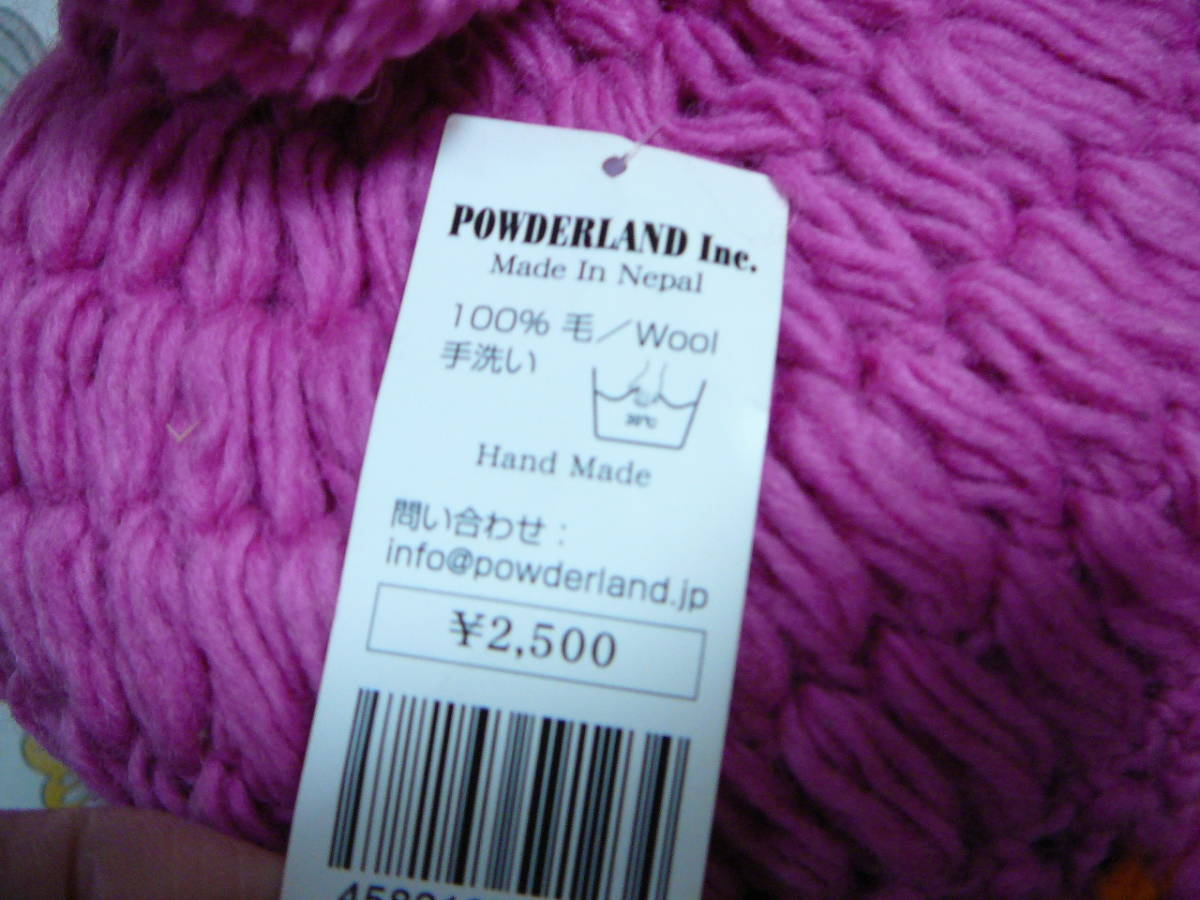 POWDERLAND Inc.
Made In Nepal
100% 毛／Wool
手洗い
Hand Made
問い合わせ：
info@powderland.jp
¥2,500